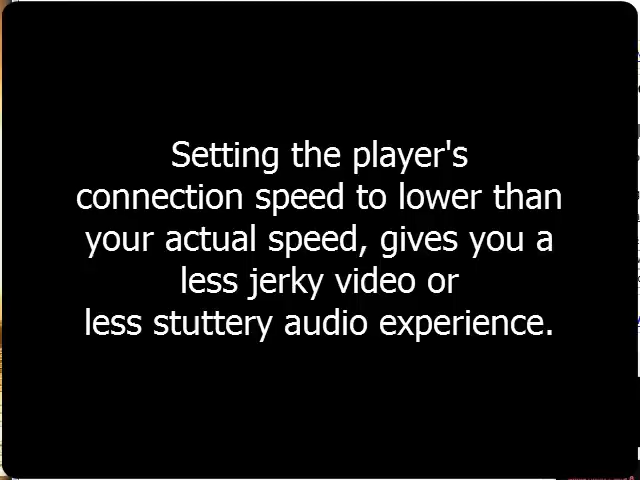 Setting the player's
connection speed to lower than
your actual speed, gives you a
less jerky video or
less stuttery audio experience.